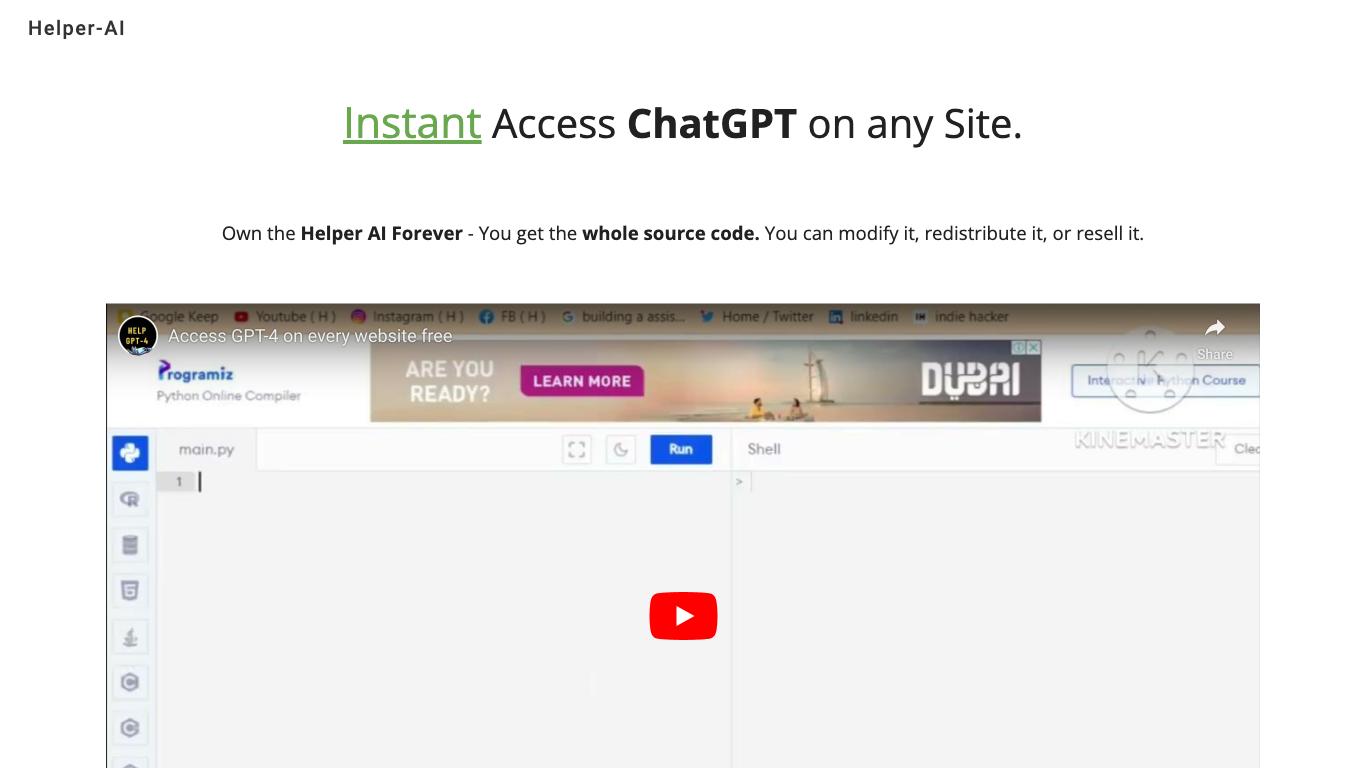 Helper-AI
Instant Access ChatGPT on any Site.
Own the Helper AI Forever - You get the whole source code. You can modify it, redistribute it, or resell it.
Google Keep Youtube ( H ) Instagram ( H ) FB ( H ) building a assis... Home / Twitter linkedin indie hacker
HELP
GPT-4
Access GPT-4 on every website free
Share
Programiz
Python Online Compiler
ARE YOU
READY?
LEARN MORE
DUBAI
Interactive Python Course
K
KINEMASTER
main.py
Run
Shell
Clea
1
>